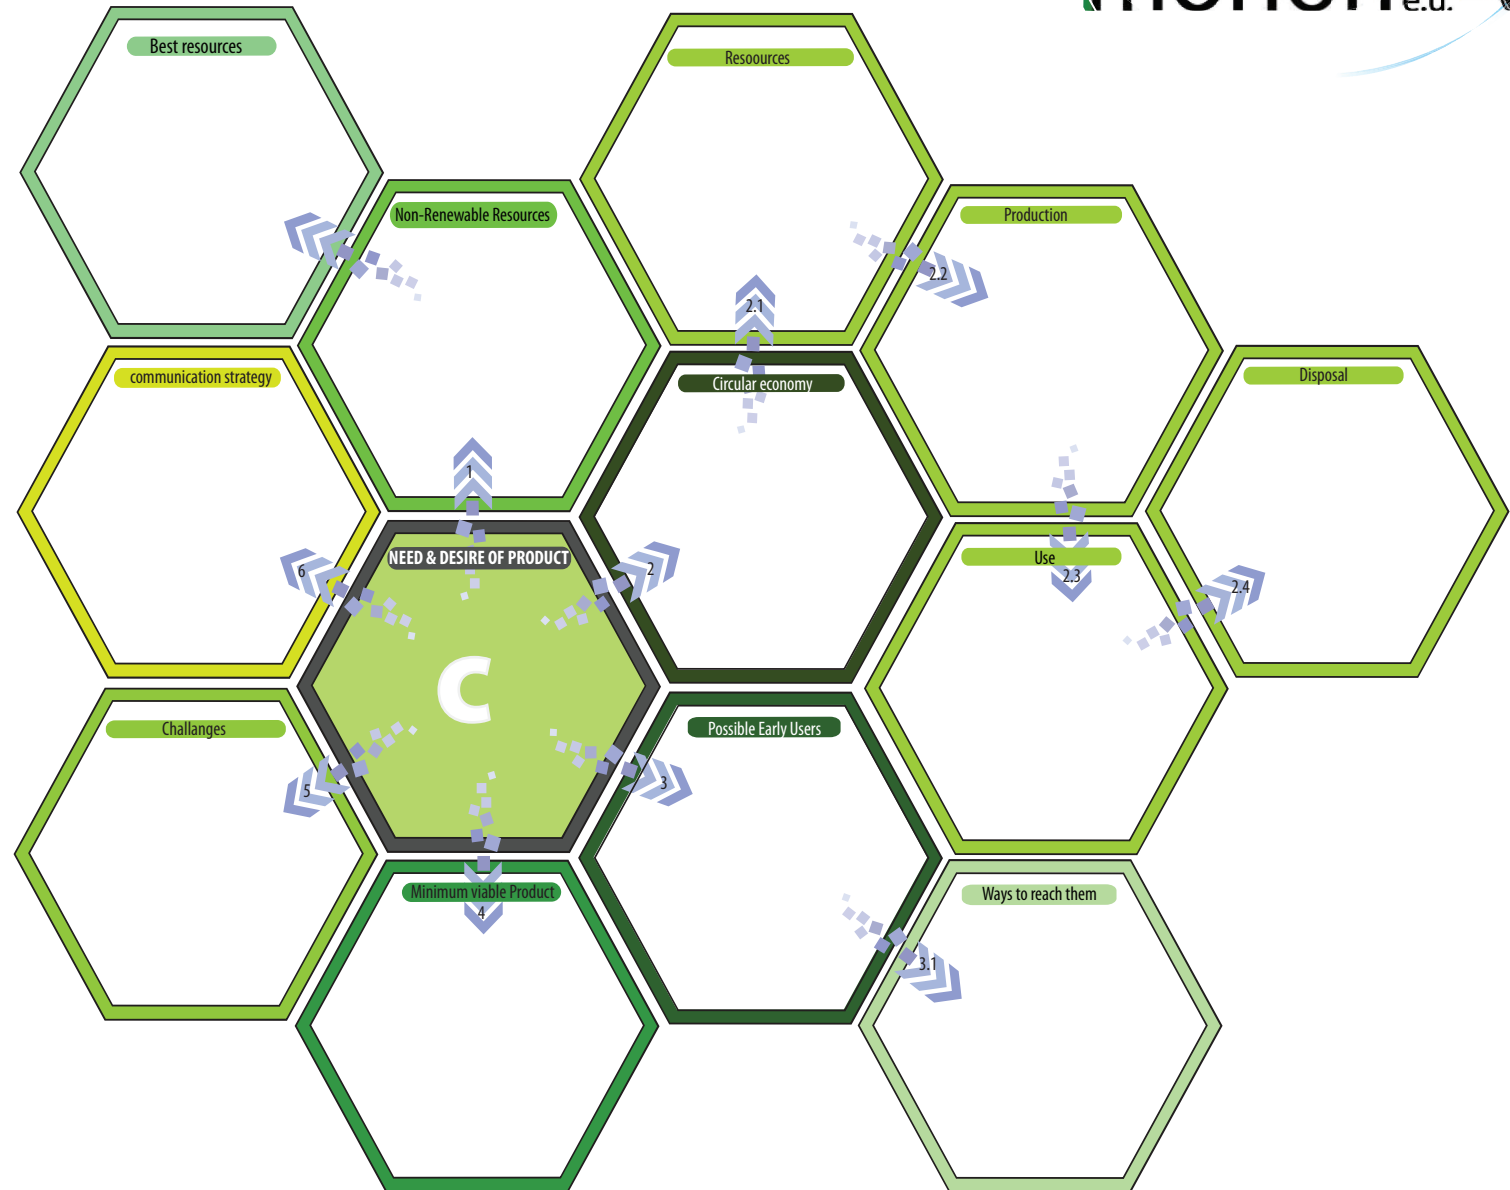 e.u.
Best resources
Resoources
Non-Renewable Resources
Production
2.2
2.1
communication strategy
Circular economy
Disposal
1
NEED & DESIRE OF PRODUCT
Use
6
2
2.3
2.4
C
Challanges
Possible Early Users
5
3
Minimum viable Product
4
Ways to reach them
3.1